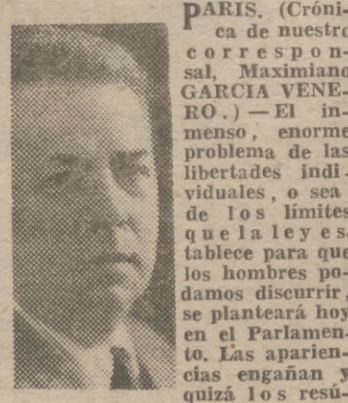 PARIS. (Cróni-
ca de nuestro
corrrespon-
sal, Maximiano
GARCIA VENE-
RO.) — El in-
menso, enorme
problema de las
libertades indi-
viduales, o sea
de los límites
que la ley es-
tablece para que
los hombres po-
damos discurrir,
se planteará hoy
en el Parlamen-
to. Las aparien-
cias engañan y
quizá los resú-